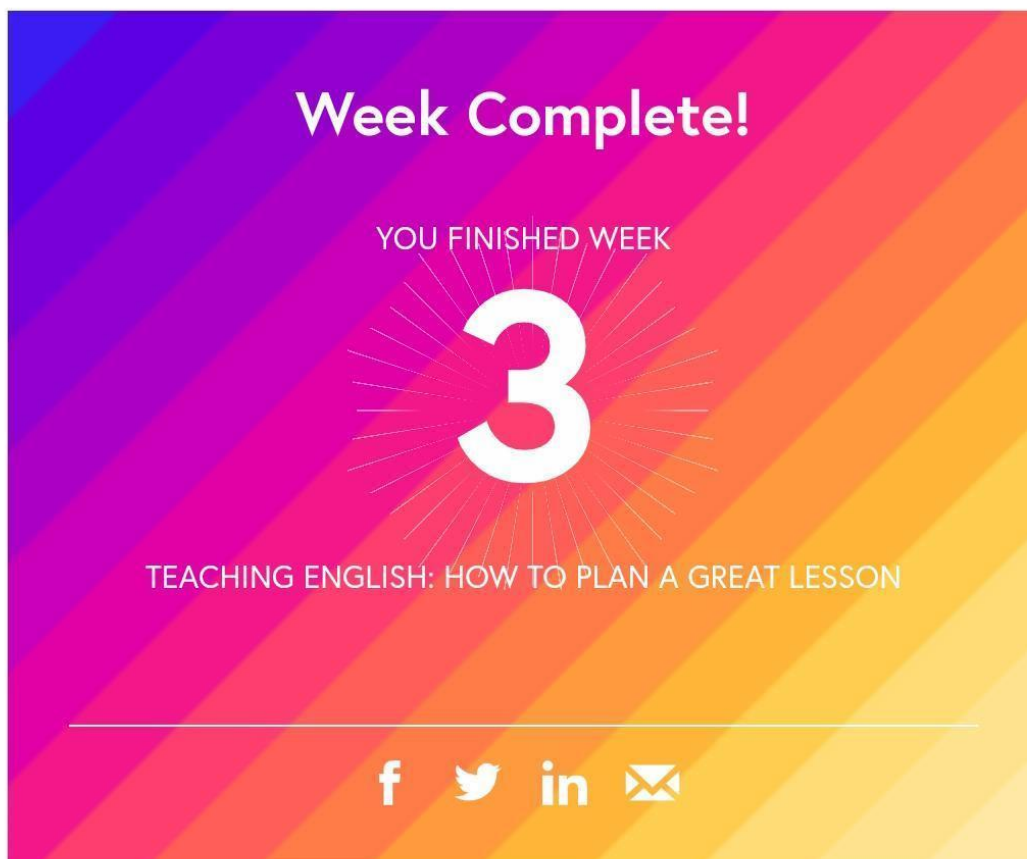 Week Complete!
YOU FINISHED WEEK
3
TEACHING ENGLISH: HOW TO PLAN A GREAT LESSON